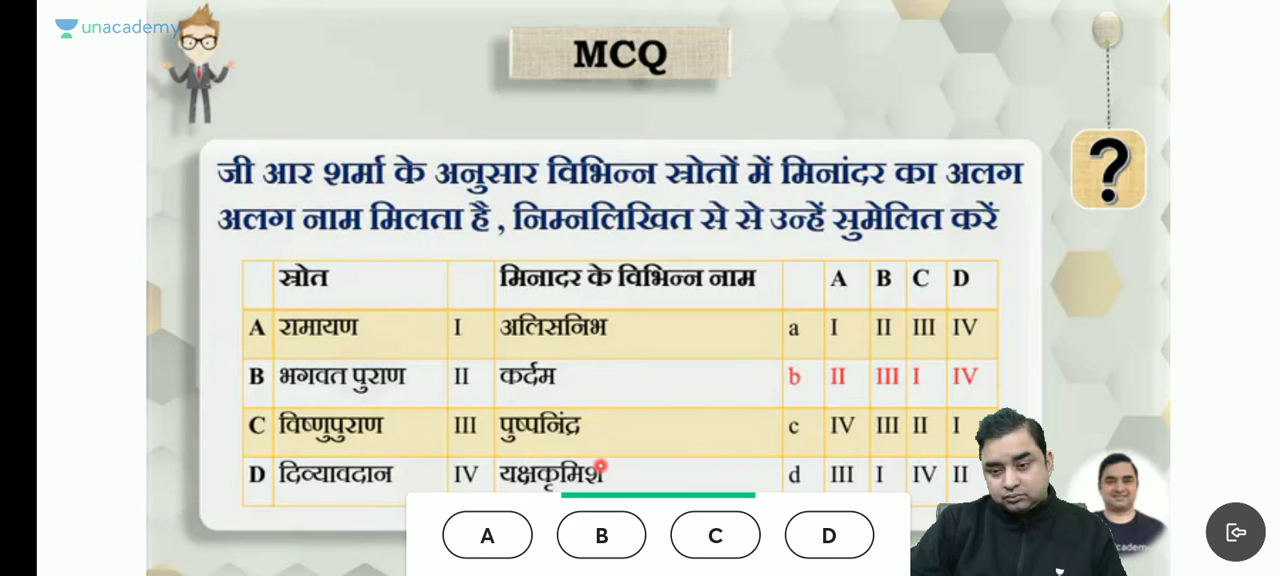 unacademy
MCQ
जी आर शर्मा के अनुसार विभिन्न स्रोतों में मिनांदर का अलग
अलग नाम मिलता है , निम्नलिखित से से उन्हें सुमेलित करें
स्रोत मिनादर के विभिन्न नाम A B C D
A रामायण I अलिसनिभ a I II III IV
B भगवत पुराण II कर्दम b II III I IV
C विष्णुपुराण III पुष्पनिंद्र c IV III II I
D दिव्यावदान IV यक्षकृमिश d III I IV II
A B C D